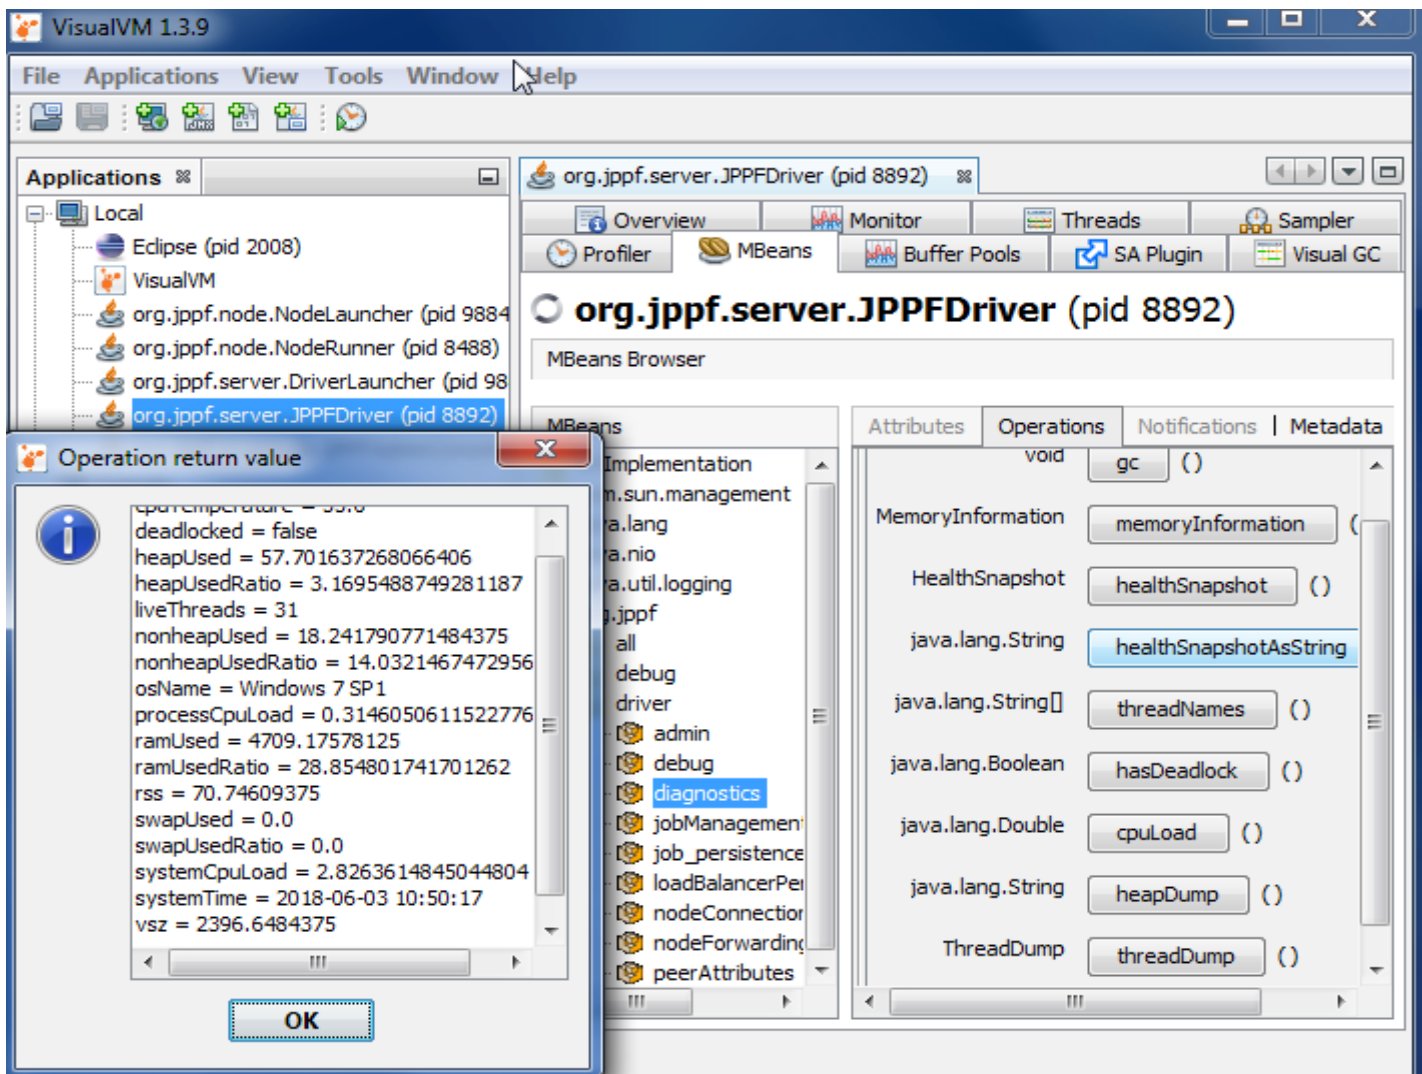 VisualVM 1.3.9
File Applications View Tools Window Help
Applications
Local
Eclipse (pid 2008)
VisualVM
org.jppf.node.NodeLauncher (pid 9884
org.jppf.node.NodeRunner (pid 8488)
org.jppf.server.DriverLauncher (pid 98
org.jppf.server.JPPFDriver (pid 8892)
org.jppf.server.JPPFDriver (pid 8892)
Overview Monitor Threads Sampler
Profiler MBeans Buffer Pools SA Plugin Visual GC
org.jppf.server.JPPFDriver (pid 8892)
MBeans Browser
MBeans
Implementation
m.sun.management
va.lang
va.nio
va.util.logging
g.jppf
all
debug
driver
admin
debug
diagnostics
jobManagement
job_persistence
loadBalancerPer
nodeConnection
nodeForwarding
peerAttributes
Attributes Operations Notifications Metadata
void gc ()
MemoryInformation memoryInformation (
HealthSnapshot healthSnapshot ()
java.lang.String healthSnapshotAsString
java.lang.String[] threadNames ()
java.lang.Boolean hasDeadlock ()
java.lang.Double cpuLoad ()
java.lang.String heapDump ()
ThreadDump threadDump ()
Operation return value
deadlocked = false
heapUsed = 57.701637268066406
heapUsedRatio = 3.1695488749281187
liveThreads = 31
nonheapUsed = 18.241790771484375
nonheapUsedRatio = 14.0321467472956
osName = Windows 7 SP1
processCpuLoad = 0.3146050611522776
ramUsed = 4709.17578125
ramUsedRatio = 28.854801741701262
rss = 70.74609375
swapUsed = 0.0
swapUsedRatio = 0.0
systemCpuLoad = 2.8263614845044804
systemTime = 2018-06-03 10:50:17
vsz = 2396.6484375
OK